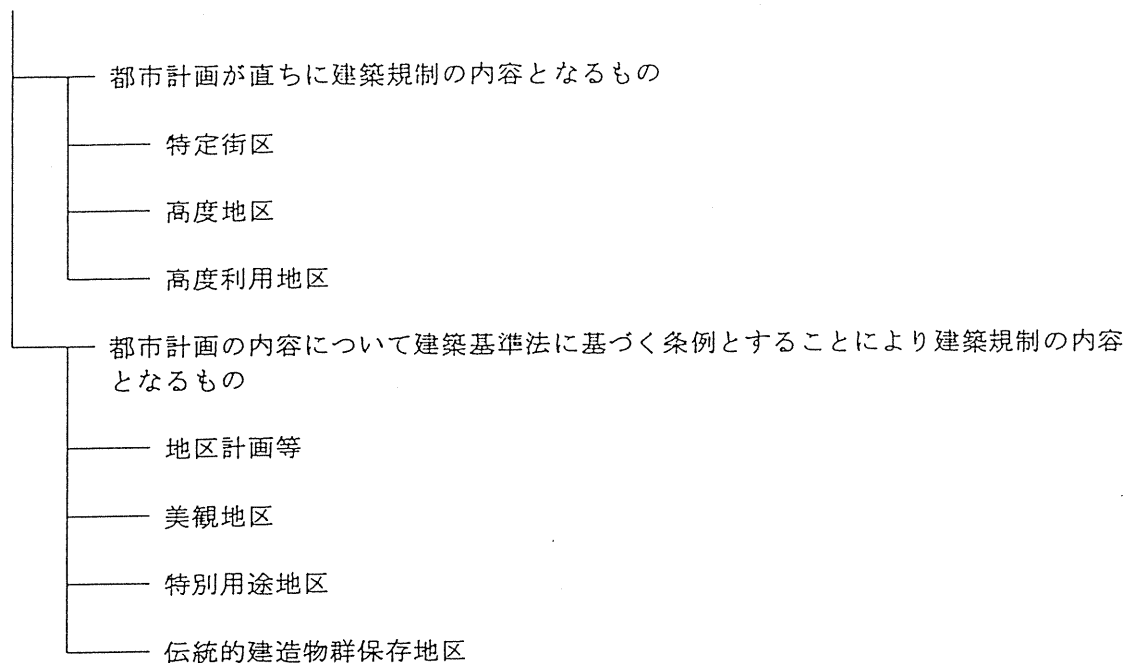 都市計画が直ちに建築規制の内容となるもの
特定街区
高度地区
高度利用地区
都市計画の内容について建築基準法に基づく条例とすることにより建築規制の内容
となるもの
地区計画等
美観地区
特別用途地区
伝統的建造物群保存地区